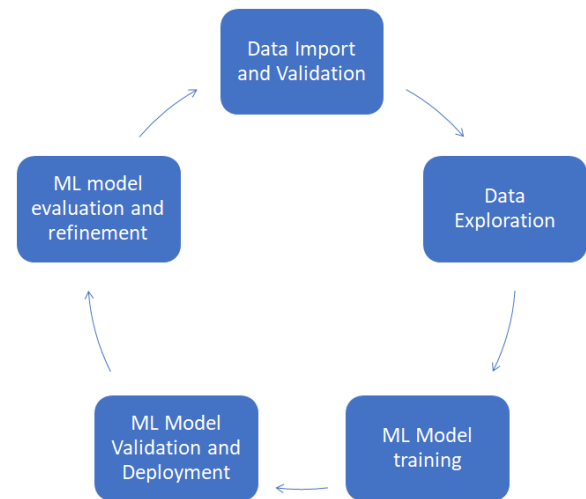 Data Import
and Validation
Data
Exploration
ML Model
training
ML Model
Validation and
Deployment
ML model
evaluation and
refinement